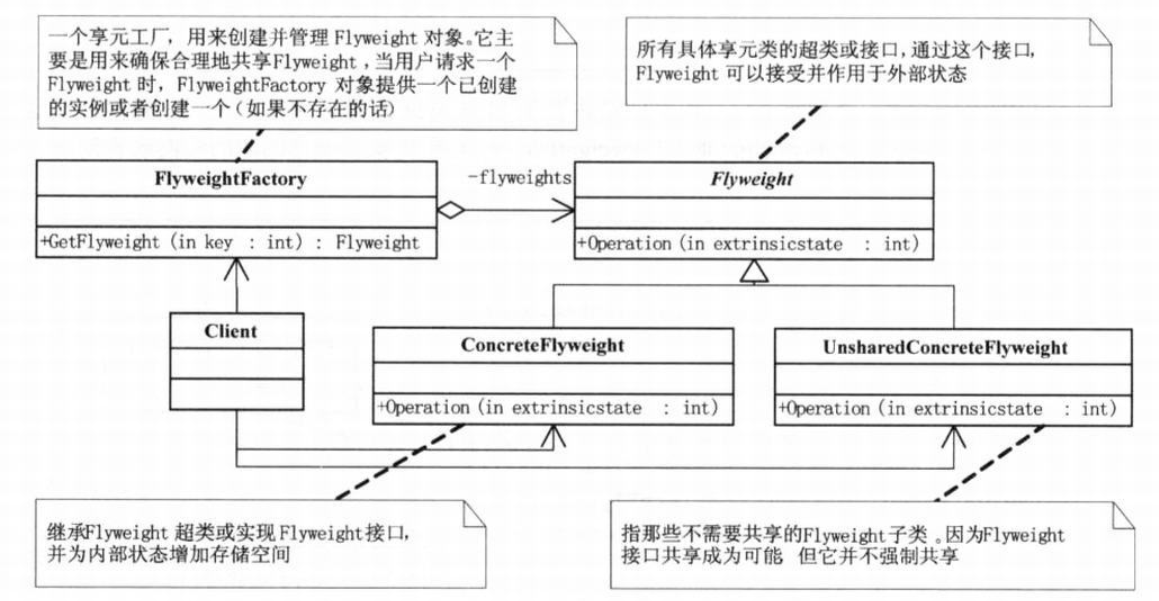 一个享元工厂，用来创建并管理 Flyweight 对象。它主
要是用来确保合理地共享Flyweight，当用户请求一个
Flyweight 时，FlyweightFactory 对象提供一个已创建
的实例或者创建一个（如果不存在的话）
所有具体享元类的超类或接口，通过这个接口，
Flyweight 可以接受并作用于外部状态
FlyweightFactory
+GetFlyweight (in key : int) : Flyweight
-flyweights
Flyweight
+Operation (in extrinsicstate : int)
Client
ConcreteFlyweight
+Operation (in extrinsicstate : int)
UnsharedConcreteFlyweight
+Operation (in extrinsicstate : int)
继承Flyweight 超类或实现 Flyweight接口，
并为内部状态增加存储空间
指那些不需要共享的Flyweight 子类。因为Flyweight
接口共享成为可能 但它并不强制共享